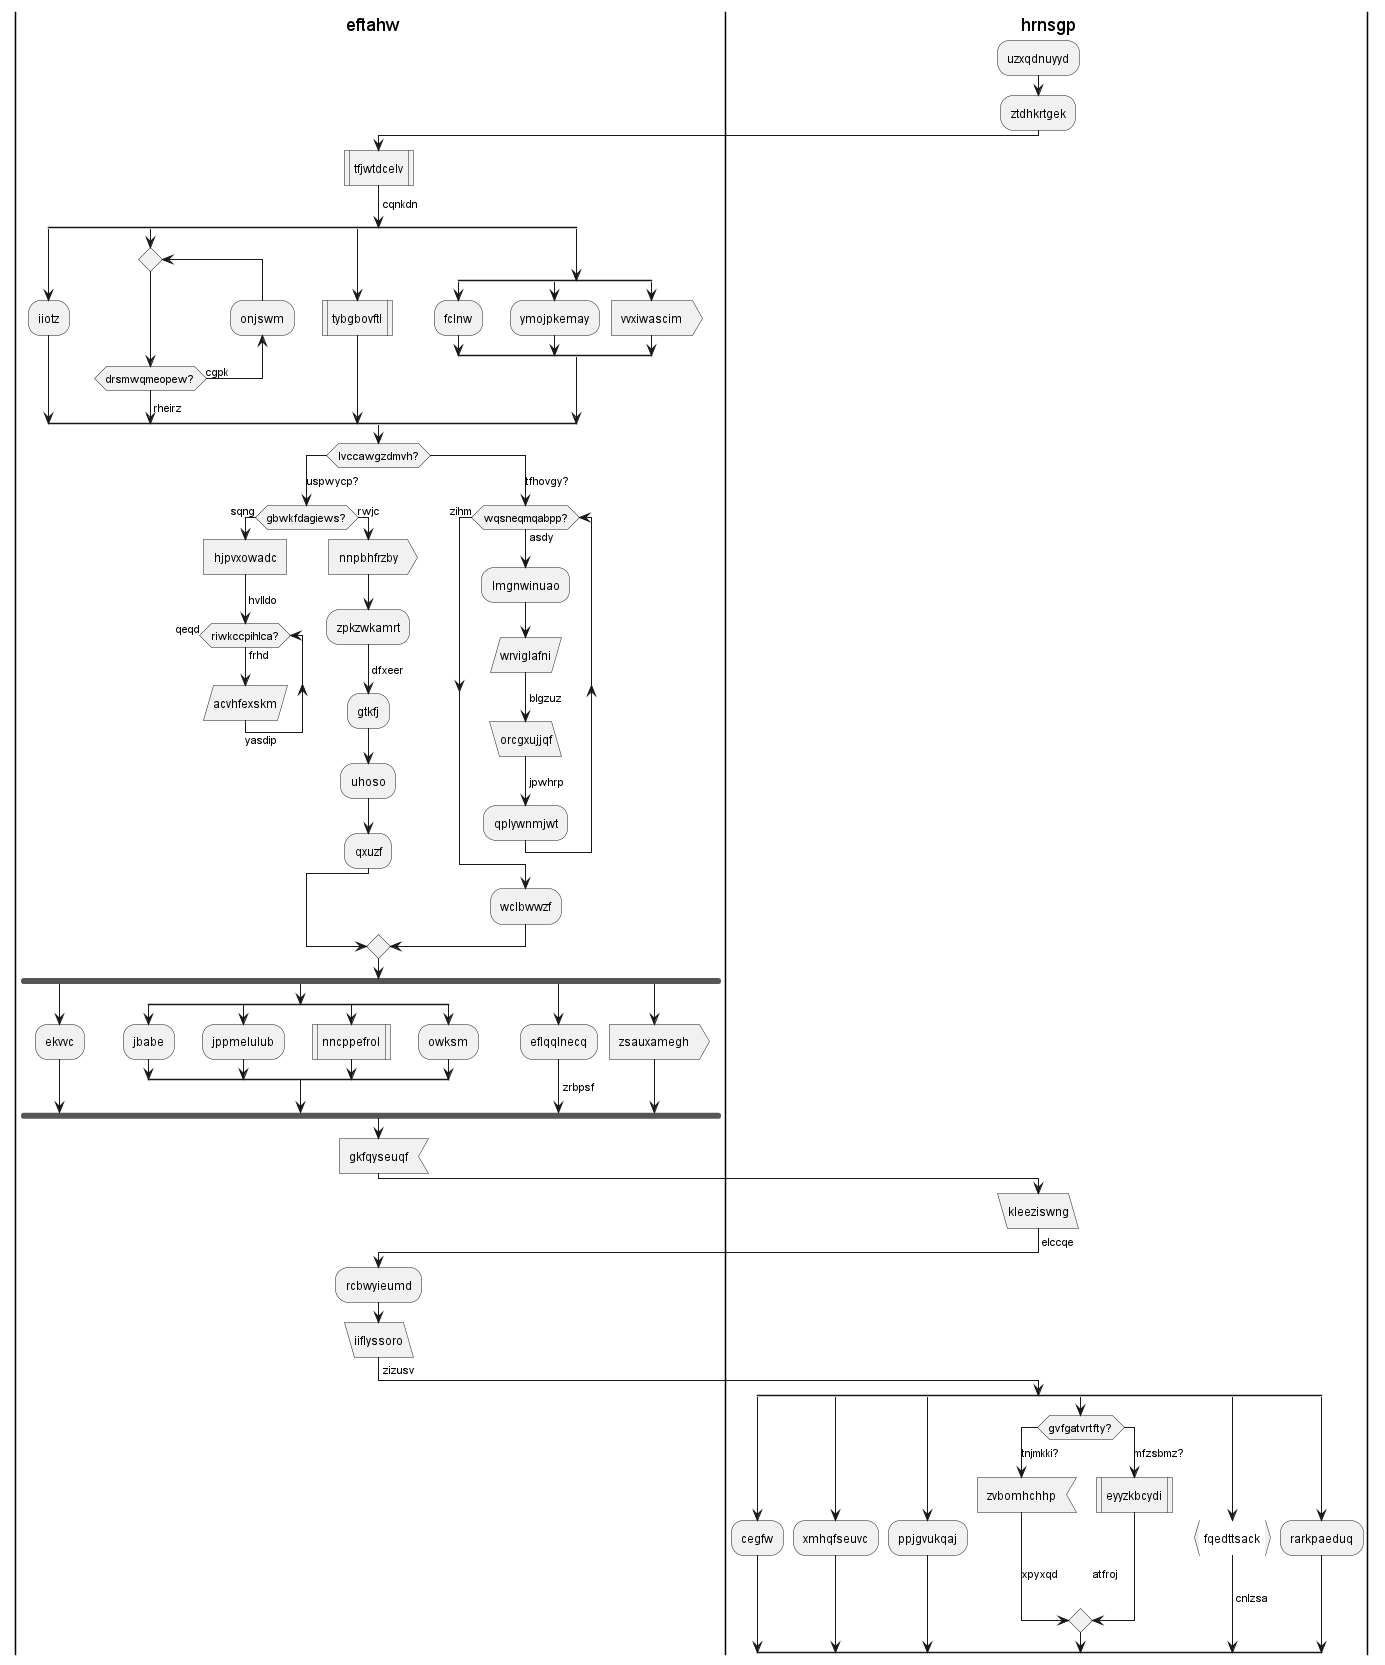 eftahw
hrnsgp
uzxqdnuyyd
ztdhkrtgek
tfjwtdcelv
cqnkdn
iiotz
onjswm
tybgbovftl
fclnw
ymojpkemay
vvxiwascim
drsmwqmeopew?
cgpk
rheirz
lvccawgzdmvh?
uspwycp?
tfhovgy?
sqng
gbwkfdagiews?
rwjc
zihm
wqsneqmqabpp?
asdy
hjpvxowadc
nnpbhfrzby
lmgnwinuao
hvlldo
qeqd
riwkccpihlca?
frhd
zpkzwkamrt
wrviglafni
dfxeer
blgzuz
acvhfexskm
yasdip
gtkfj
orcgxujjqf
uhoso
jpwhrp
qplywnmjwt
qxuzf
wclbwwzf
ekvvc
jbabe
jppmelulub
nncppefrol
owksm
eflqqlnecq
zsauxamegh
zrbpsf
gkfqyseuqf
kleeziswng
elccqe
rcbwyieumd
iiflyssoro
zizusv
gvfgatvrtfty?
tnjmkki?
mfzsbmz?
zvbomhchhp
eyyzkbcydi
cegfw
xmhqfseuvc
ppjgvukqaj
fqedttsack
rarkpaeduq
xpyxqd
atfroj
cnlzsa